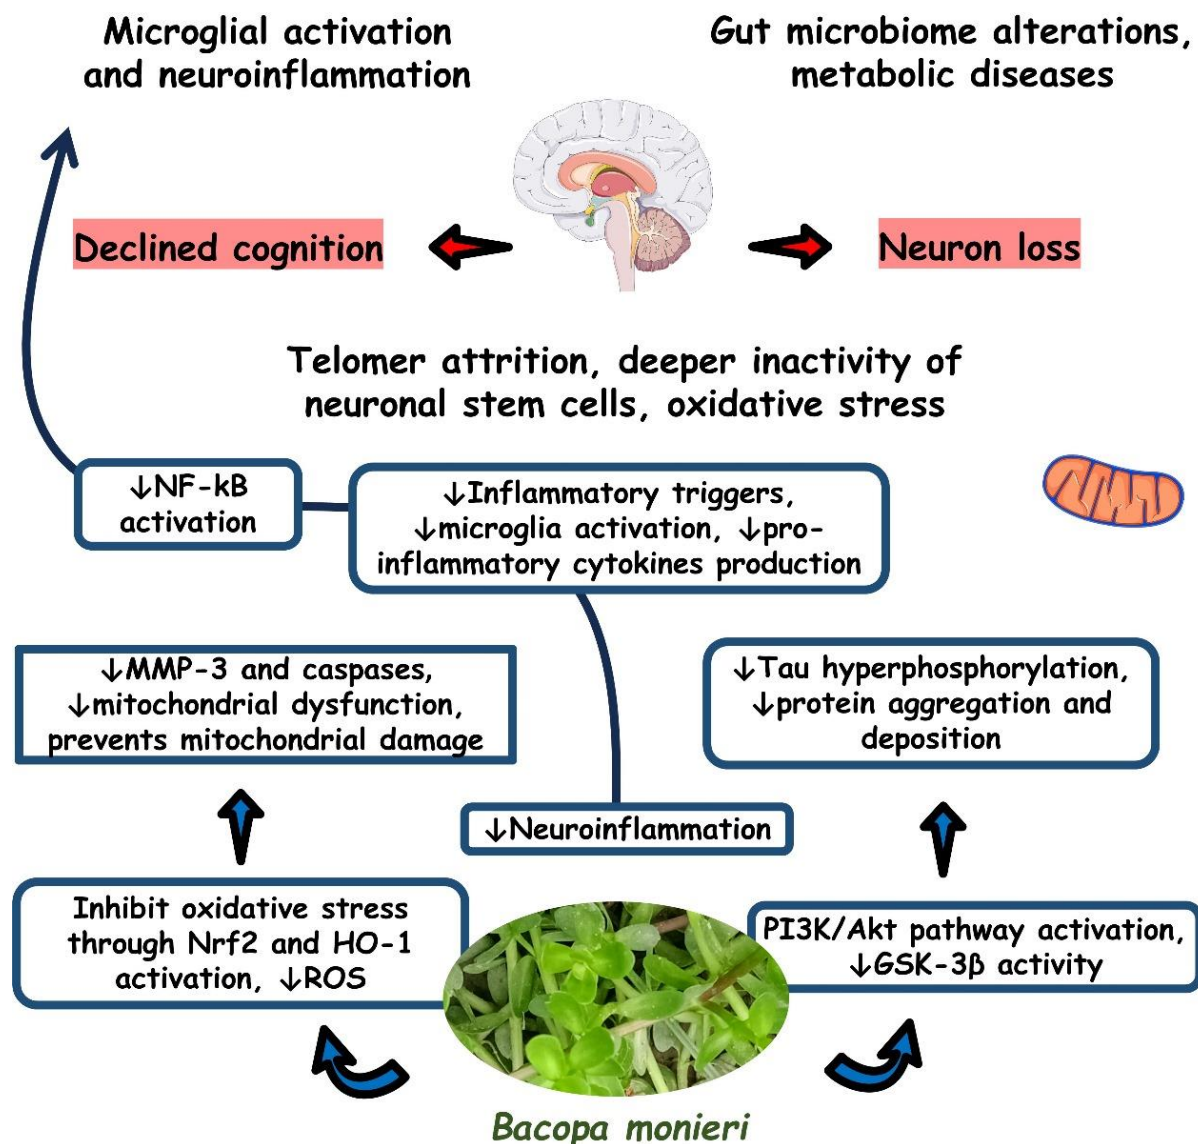 Microglial activation
and neuroinflammation
Gut microbiome alterations,
metabolic diseases
Declined cognition
Neuron loss
Telomer attrition, deeper inactivity of
neuronal stem cells, oxidative stress
↓NF-kB
activation
↓Inflammatory triggers,
↓microglia activation, ↓pro-
inflammatory cytokines production
↓MMP-3 and caspases,
↓mitochondrial dysfunction,
prevents mitochondrial damage
↓Tau hyperphosphorylation,
↓protein aggregation and
deposition
↓Neuroinflammation
Inhibit oxidative stress
through Nrf2 and HO-1
activation, ↓ROS
PI3K/Akt pathway activation,
↓GSK-3β activity
Bacopa monieri